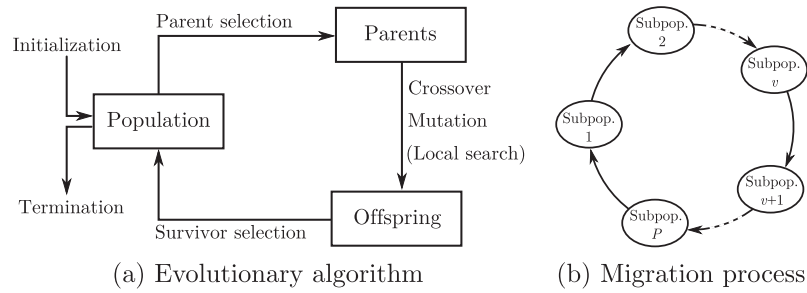 Parent selection
Initialization
Parents
Crossover
Mutation
(Local search)
Population
Termination
Offspring
Survivor selection
(a) Evolutionary algorithm
Subpop.
2
Subpop.
v
Subpop.
1
Subpop.
v+1
Subpop.
P
(b) Migration process